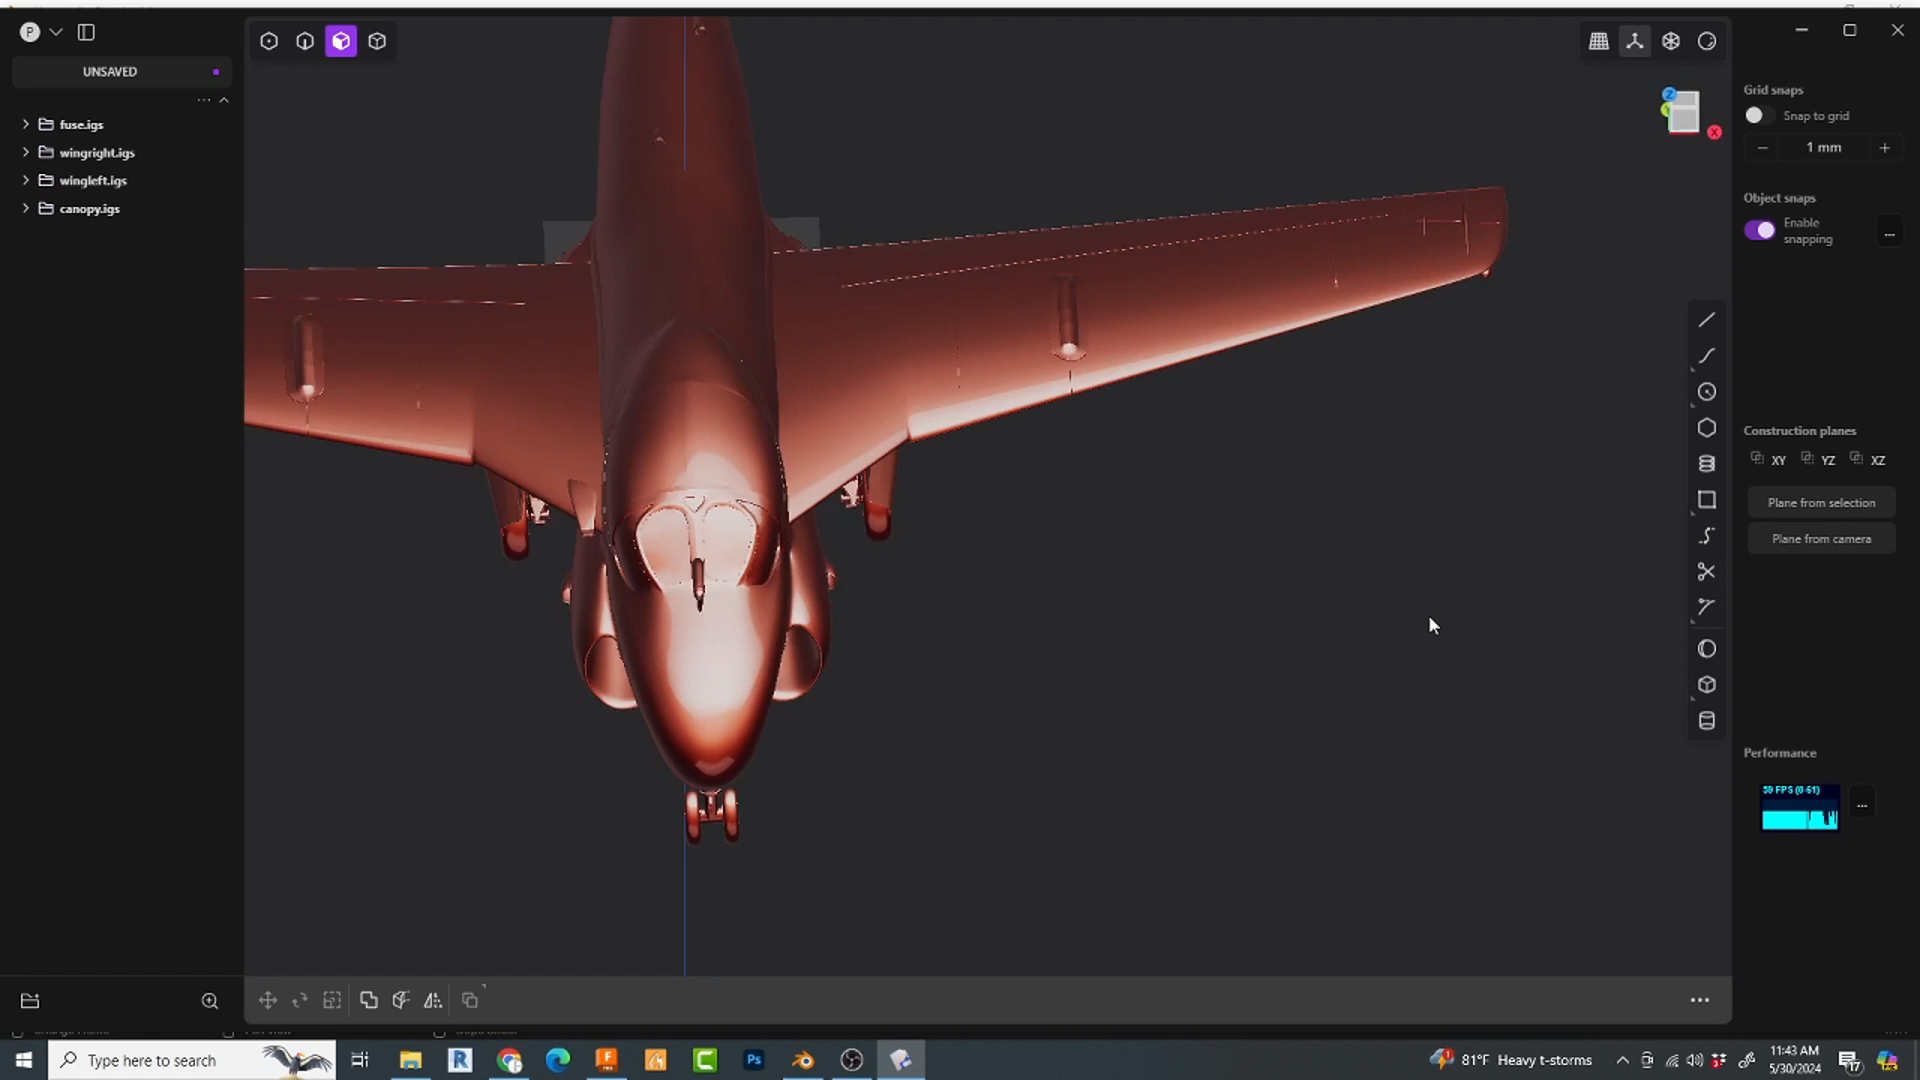 P
UNSAVED
fuse.igs
wingright.igs
wingleft.igs
canopy.igs
Z
X
Grid snaps
Snap to grid
1 mm
Object snaps
Enable
snapping
Construction planes
XY YZ XZ
Plane from selection
Plane from camera
Performance
59 FPS (0-61)
Type here to search
R
F
C
Ps
81°F Heavy t-storms
11:43 AM
5/30/2024
17